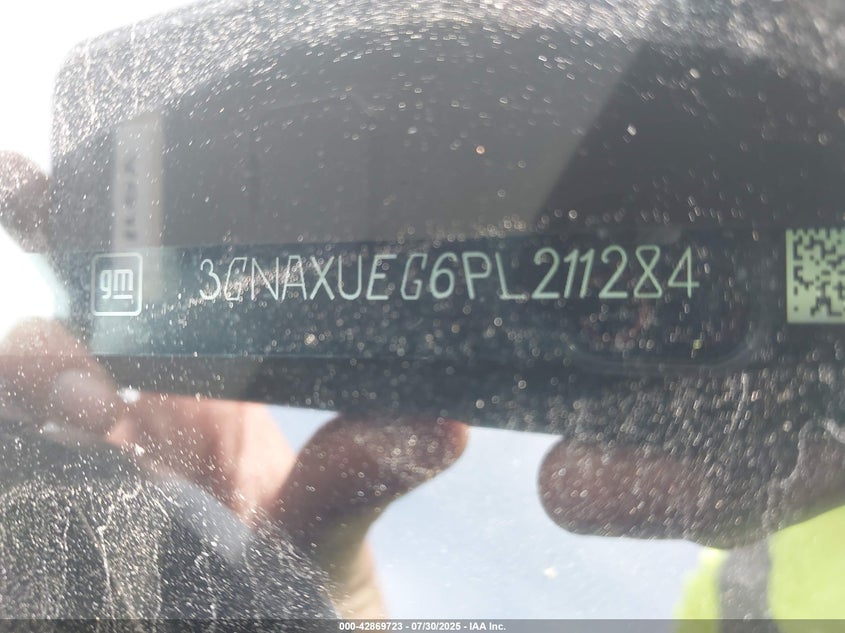 gm 3GNAXUEG6PL211284
000-42869723 - 07/30/2025 - IAA Inc.